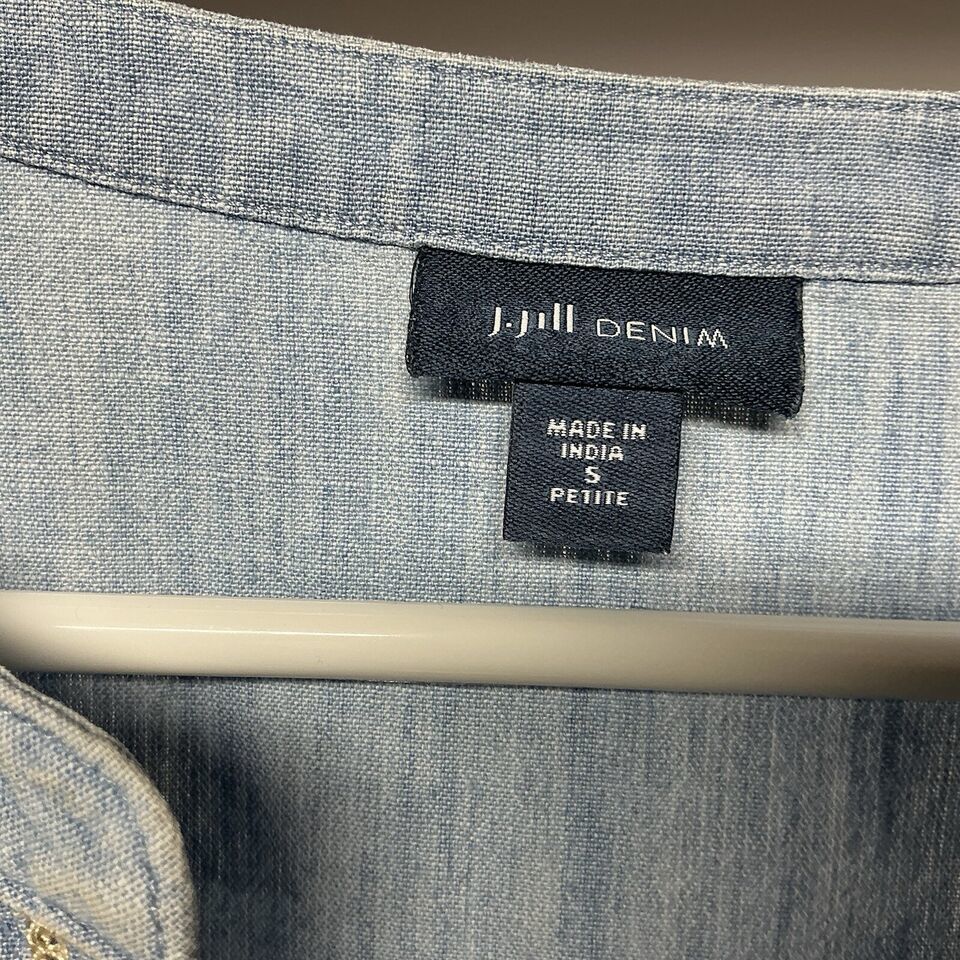 J.Jill DENIM
MADE IN
INDIA
S
PETITE